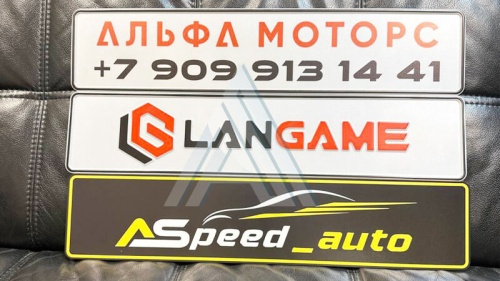 АЛЬФА МОТОРС
+7 909 913 14 41
LANGAME
ASpeed_auto